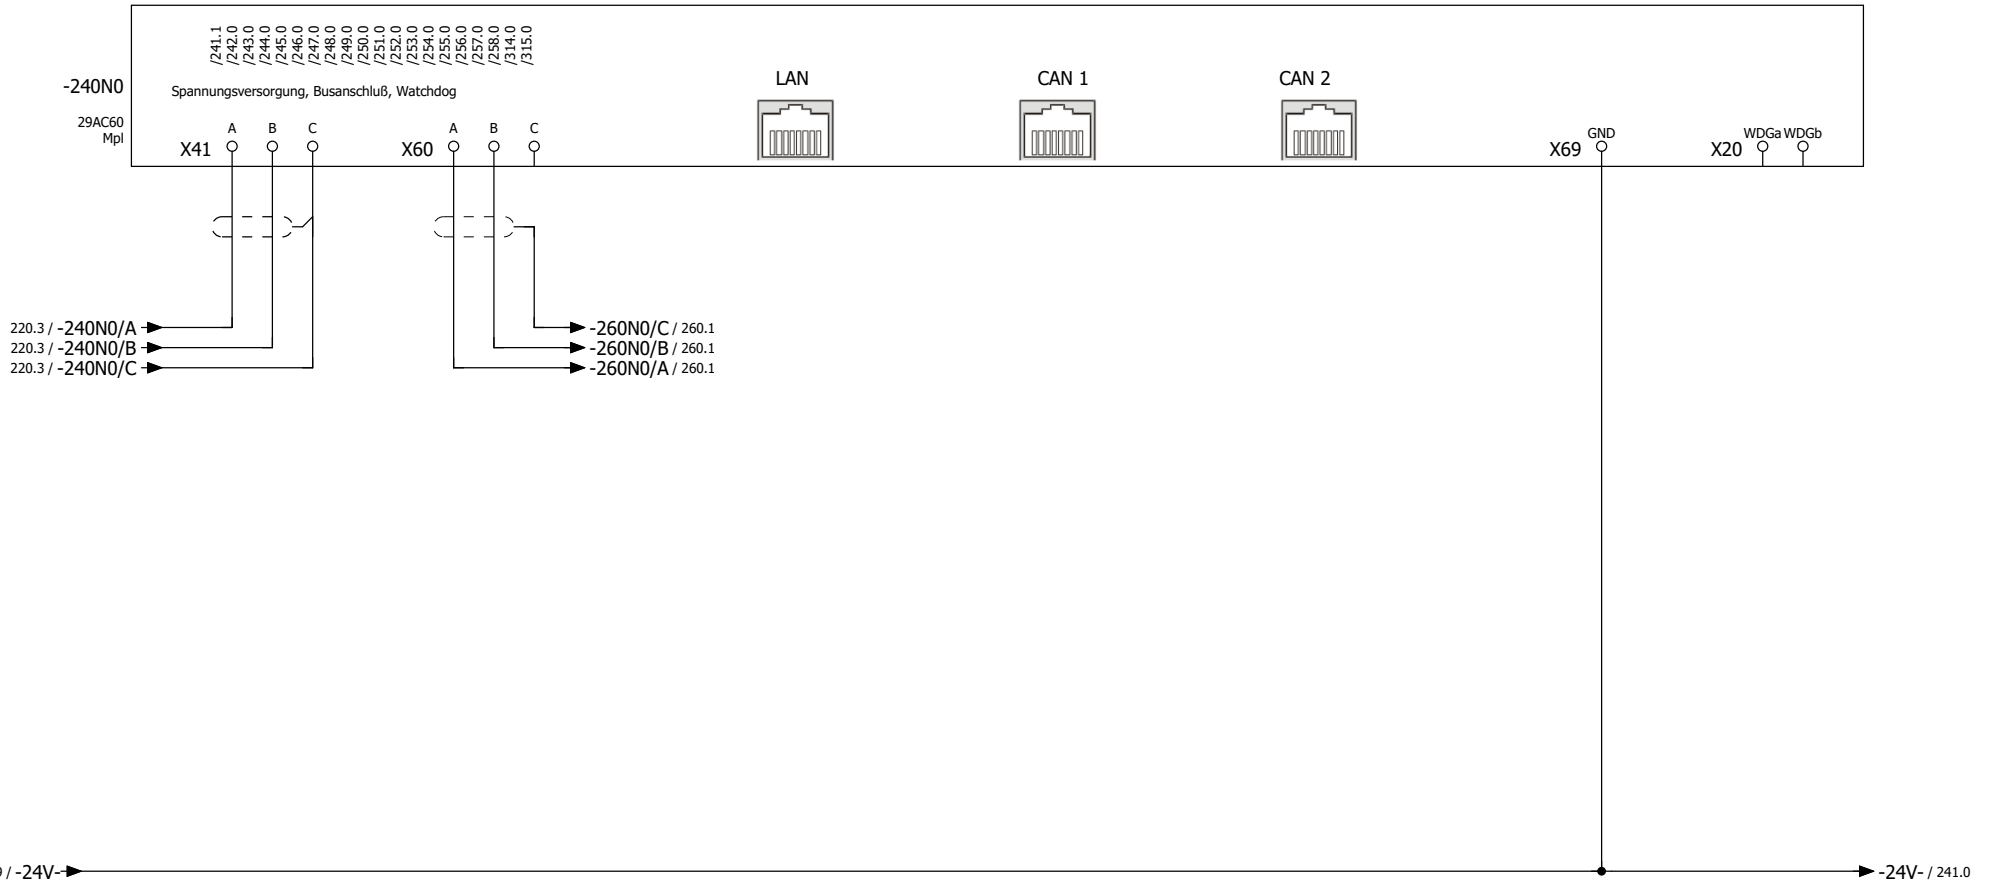 /241.1
/242.0
/243.0
/244.0
/245.0
/246.0
/247.0
/248.0
/249.0
/250.0
/251.0
/252.0
/253.0
/254.0
/255.0
/256.0
/257.0
/258.0
/314.0
/315.0
-240N0
29AC60
Mpl
Spannungsversorgung, Busanschluß, Watchdog
LAN CAN 1 CAN 2
X41 A B C X60 A B C X69 GND X20 WDGa WDGb
220.3 / -240N0/A -260N0/C / 260.1
220.3 / -240N0/B -260N0/B / 260.1
220.3 / -240N0/C -260N0/A / 260.1
/ -24V- -24V- / 241.0